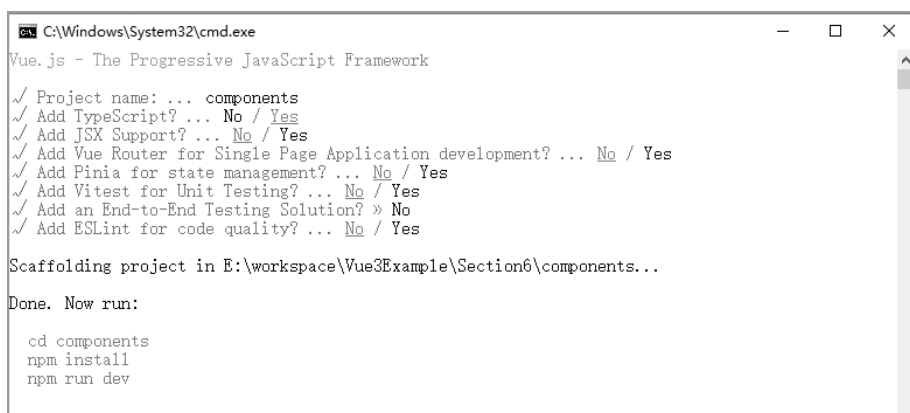 C:\Windows\System32\cmd.exe
Vue.js - The Progressive JavaScript Framework
√ Project name: ... components
√ Add TypeScript? ... No / Yes
√ Add JSX Support? ... No / Yes
√ Add Vue Router for Single Page Application development? ... No / Yes
√ Add Pinia for state management? ... No / Yes
√ Add Vitest for Unit Testing? ... No / Yes
√ Add an End-to-End Testing Solution? » No
√ Add ESLint for code quality? ... No / Yes
Scaffolding project in E:\workspace\Vue3Example\Section6\components...
Done. Now run:
cd components
npm install
npm run dev